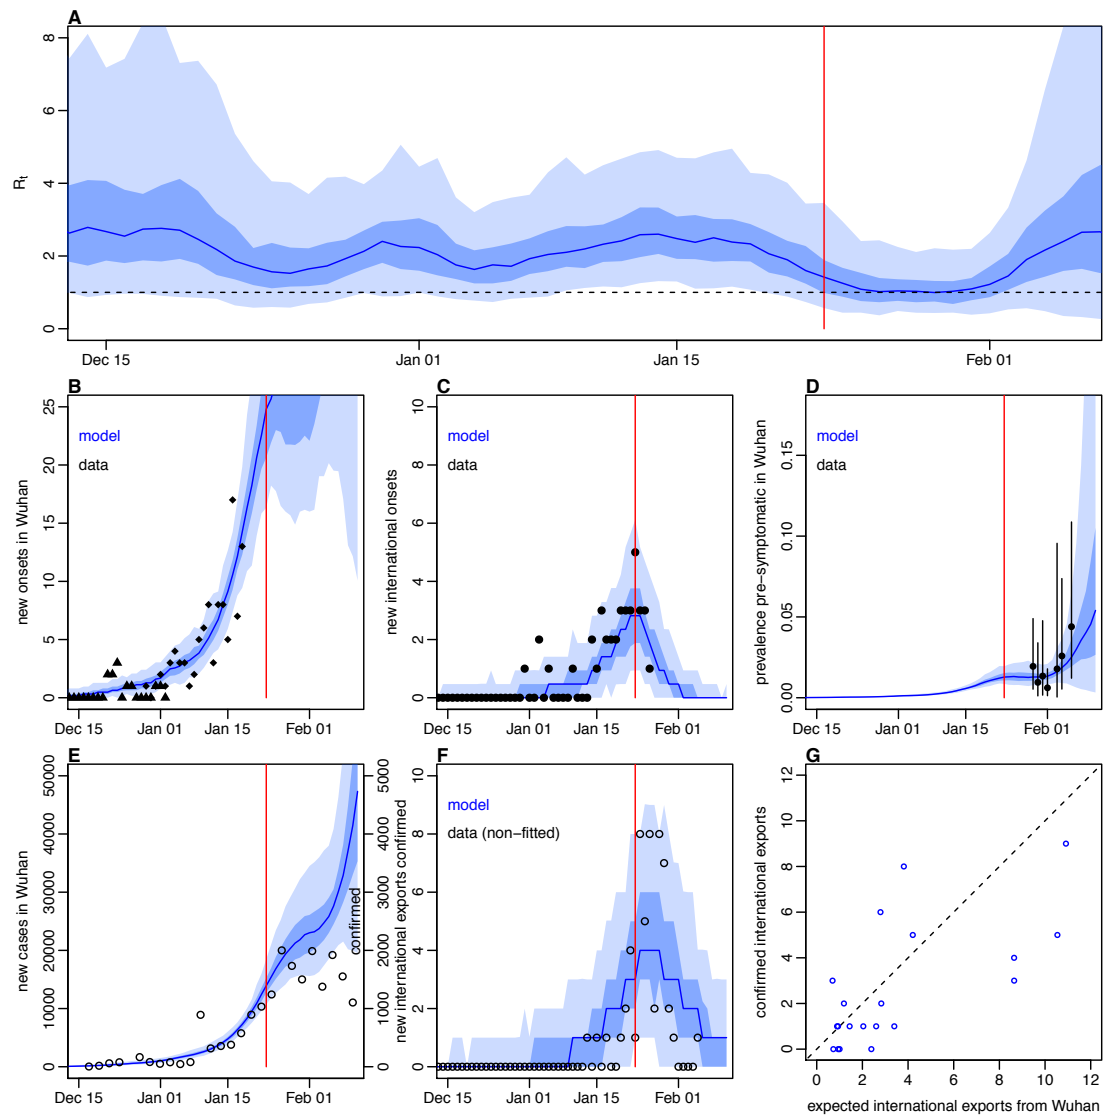 A
R_t
0 2 4 6 8
Dec 15 Jan 01 Jan 15 Feb 01
B
new onsets in Wuhan
0 5 10 15 20 25
model
data
Dec 15 Jan 01 Jan 15 Feb 01
C
new international onsets
0 2 4 6 8 10
model
data
Dec 15 Jan 01 Jan 15 Feb 01
D
prevalence pre−symptomatic in Wuhan
0.00 0.05 0.10 0.15
model
data
Dec 15 Jan 01 Jan 15 Feb 01
E
new cases in Wuhan
0 10000 20000 30000 40000 50000
0 1000 2000 3000 4000 5000
confirmed
Dec 15 Jan 01 Jan 15 Feb 01
F
new international exports confirmed
0 2 4 6 8 10
model
data (non−fitted)
Dec 15 Jan 01 Jan 15 Feb 01
G
confirmed international exports
0 2 4 6 8 10 12
0 2 4 6 8 10 12
expected international exports from Wuhan